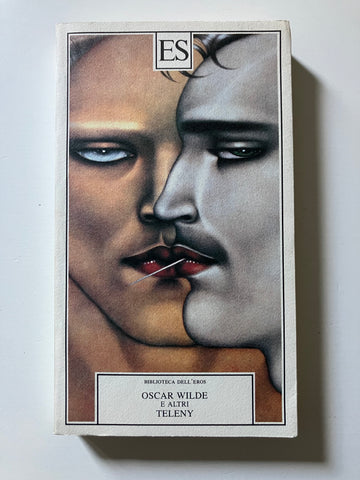 ES
BIBLIOTECA DELL'EROS
OSCAR WILDE
E ALTRI
TELENY